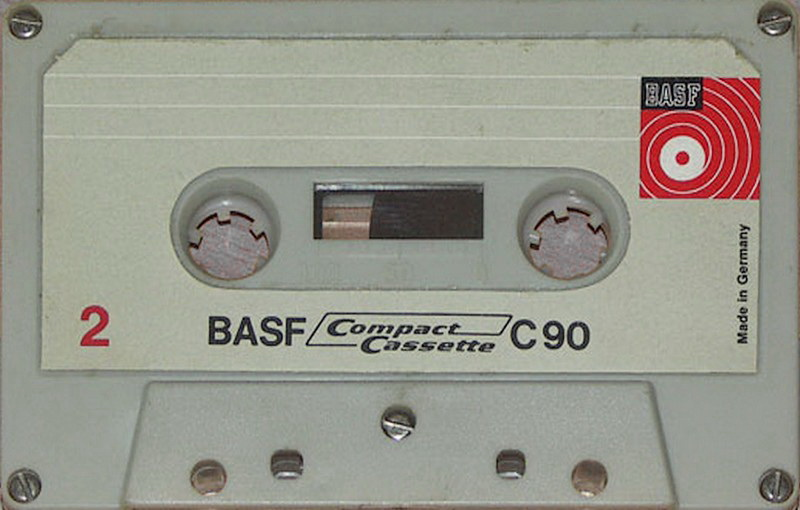 BASF
Made in Germany
2
BASF Compact Cassette C90